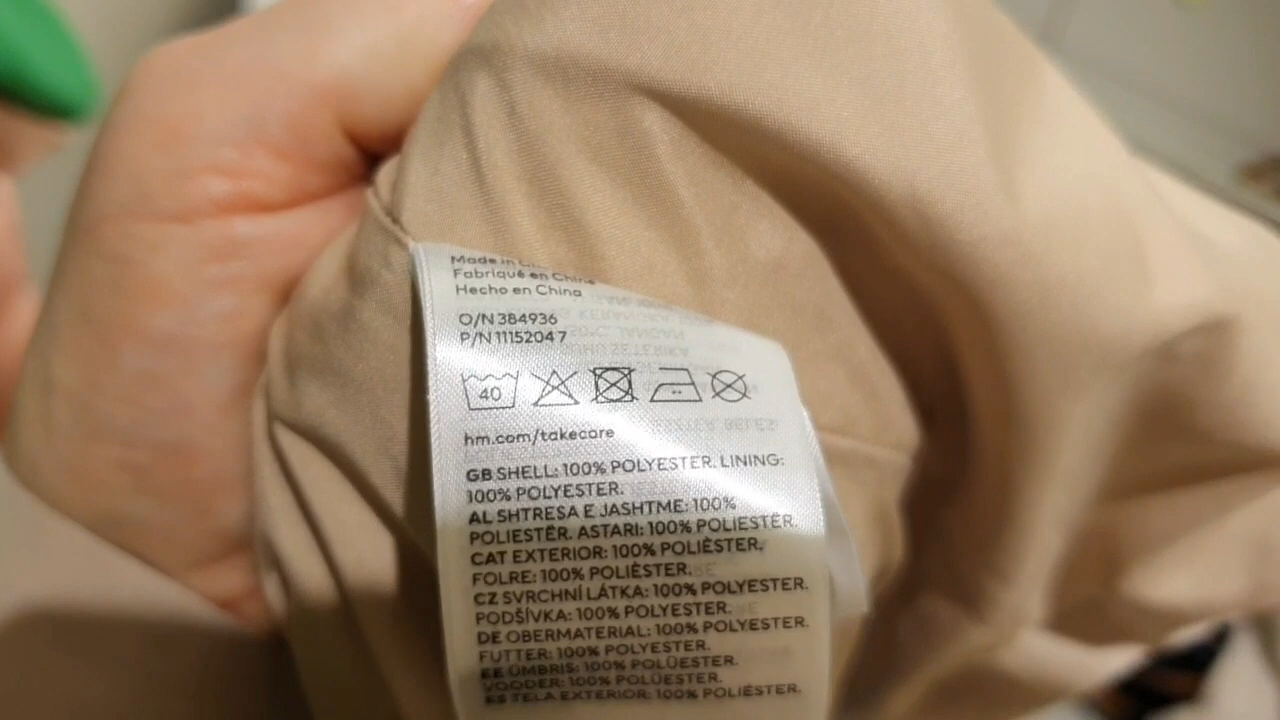 Made in
Fabriqué en Chine
Hecho en China
O/N 384936
P/N 11152047
40
hm.com/takecare
GB SHELL: 100% POLYESTER. LINING:
100% POLYESTER.
AL SHTRESA E JASHTME: 100%
POLIESTËR. ASTARI: 100% POLIESTËR.
CAT EXTERIOR: 100% POLIÈSTER.
FOLRE: 100% POLIÈSTER.
CZ SVRCHNÍ LÁTKA: 100% POLYESTER.
PODŠÍVKA: 100% POLYESTER.
DE OBERMATERIAL: 100% POLYESTER.
FUTTER: 100% POLYESTER.
EE ÜMBRIS: 100% POLÜESTER.
VOODER: 100% POLÜESTER.
ES TELA EXTERIOR: 100% POLIÉSTER.